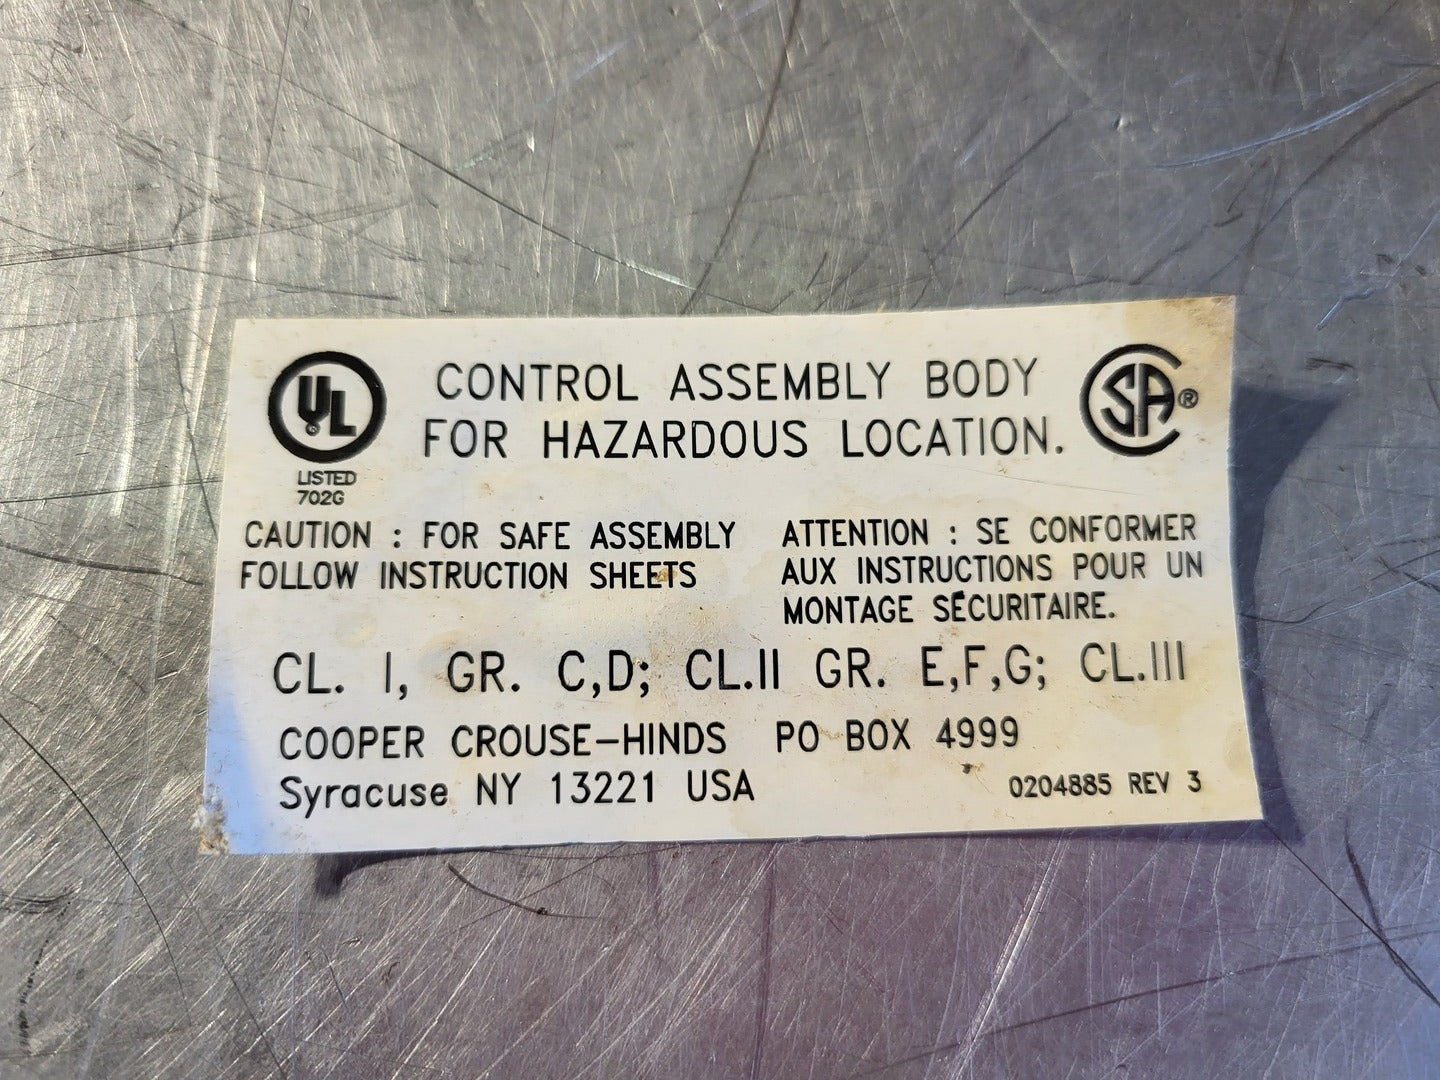 UL
LISTED
702G
CONTROL ASSEMBLY BODY
FOR HAZARDOUS LOCATION.
SA®
CAUTION : FOR SAFE ASSEMBLY
FOLLOW INSTRUCTION SHEETS
ATTENTION : SE CONFORMER
AUX INSTRUCTIONS POUR UN
MONTAGE SÉCURITAIRE.
CL. I, GR. C,D; CL.II GR. E,F,G; CL.III
COOPER CROUSE-HINDS PO BOX 4999
Syracuse NY 13221 USA
0204885 REV 3